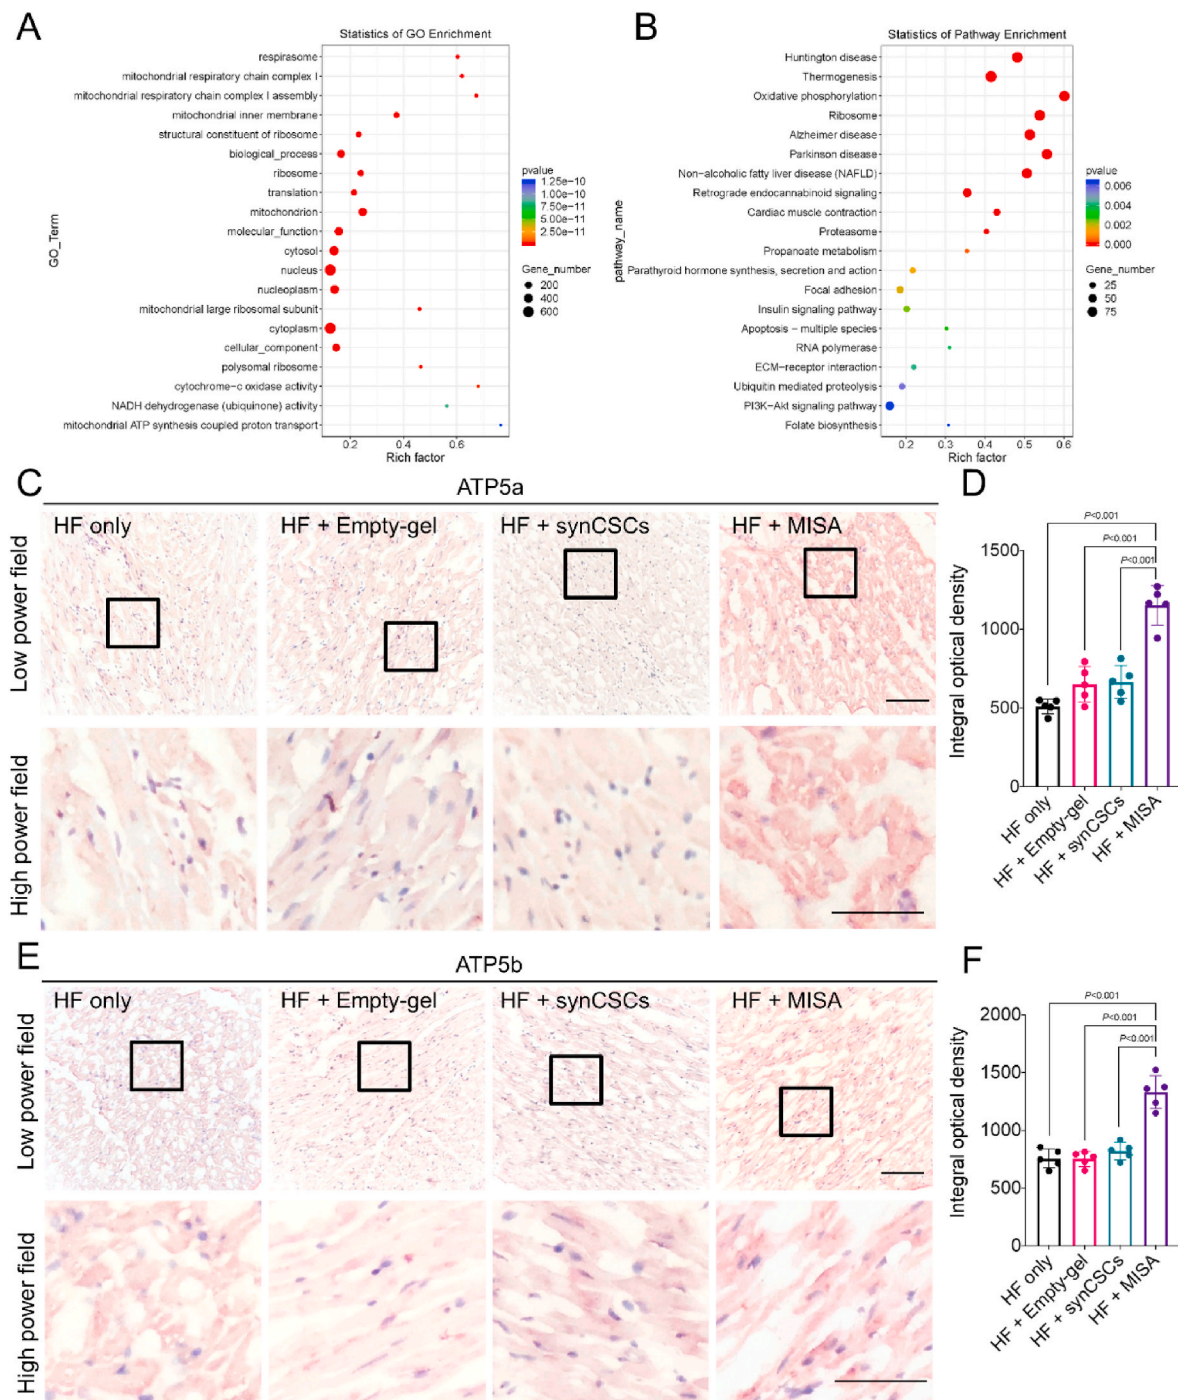 A
Statistics of GO Enrichment
respirasome
mitochondrial respiratory chain complex I
mitochondrial respiratory chain complex I assembly
mitochondrial inner membrane
structural constituent of ribosome
biological_process
ribosome
translation
mitochondrion
molecular_function
cytosol
nucleus
nucleoplasm
mitochondrial large ribosomal subunit
cytoplasm
cellular_component
polysomal ribosome
cytochrome−c oxidase activity
NADH dehydrogenase (ubiquinone) activity
mitochondrial ATP synthesis coupled proton transport
GO_Term
0.2 0.4 0.6
Rich factor
pvalue
1.25e−10
1.00e−10
7.50e−11
5.00e−11
2.50e−11
Gene_number
200
400
600
B
Statistics of Pathway Enrichment
Huntington disease
Thermogenesis
Oxidative phosphorylation
Ribosome
Alzheimer disease
Parkinson disease
Non−alcoholic fatty liver disease (NAFLD)
Retrograde endocannabinoid signaling
Cardiac muscle contraction
Proteasome
Propanoate metabolism
Parathyroid hormone synthesis, secretion and action
Focal adhesion
Insulin signaling pathway
Apoptosis − multiple species
RNA polymerase
ECM−receptor interaction
Ubiquitin mediated proteolysis
PI3K−Akt signaling pathway
Folate biosynthesis
pathway_name
0.2 0.3 0.4 0.5 0.6
Rich factor
pvalue
0.006
0.004
0.002
0.000
Gene_number
25
50
75
C
ATP5a
HF only
HF + Empty-gel
HF + synCSCs
HF + MISA
Low power field
High power field
D
P<0.001
P<0.001
P<0.001
1500
1000
500
0
Integral optical density
HF only
HF + Empty-gel
HF + synCSCs
HF + MISA
E
ATP5b
HF only
HF + Empty-gel
HF + synCSCs
HF + MISA
Low power field
High power field
F
P<0.001
P<0.001
P<0.001
2000
1500
1000
500
0
Integral optical density
HF only
HF + Empty-gel
HF + synCSCs
HF + MISA